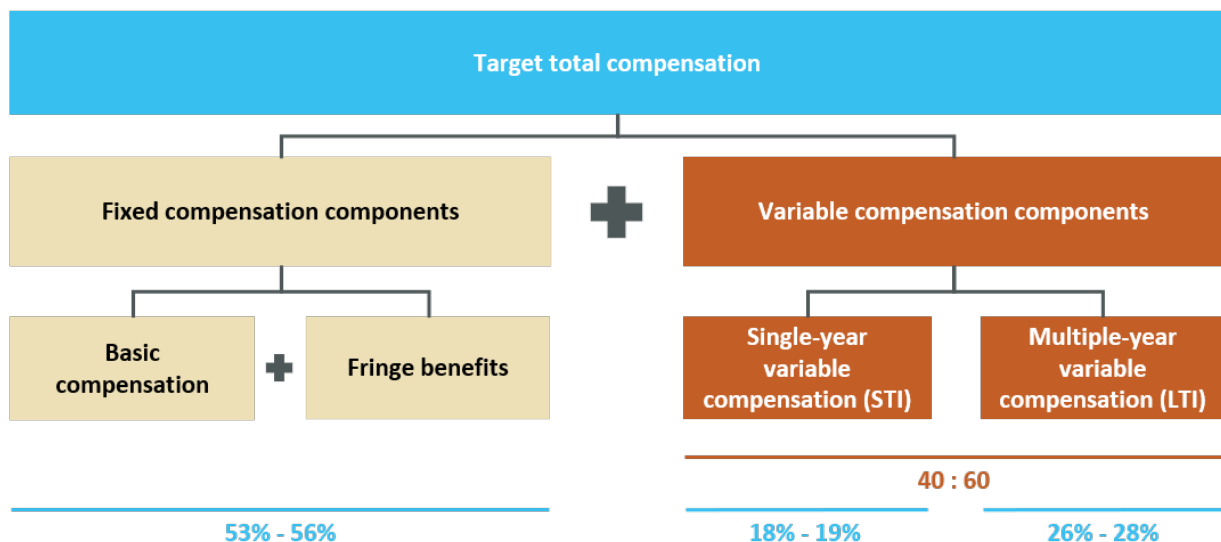 Target total compensation
Fixed compensation components
Variable compensation components
Basic
compensation
Fringe benefits
Single-year
variable
compensation (STI)
Multiple-year
variable
compensation (LTI)
40 : 60
53% - 56%
18% - 19%
26% - 28%